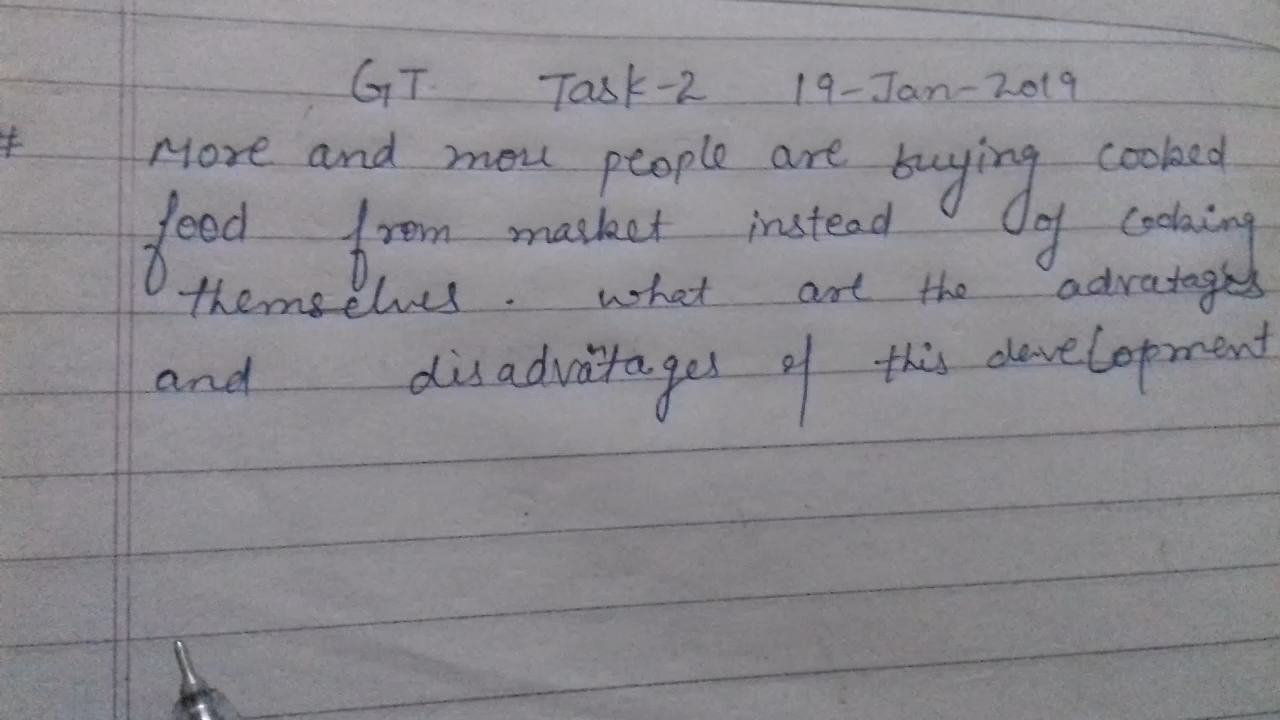 GT Task-2 19-Jan-2019
# More and more people are buying cooked
food from market instead of cooking
themselves. what are the advatages
and disadvantages of this development